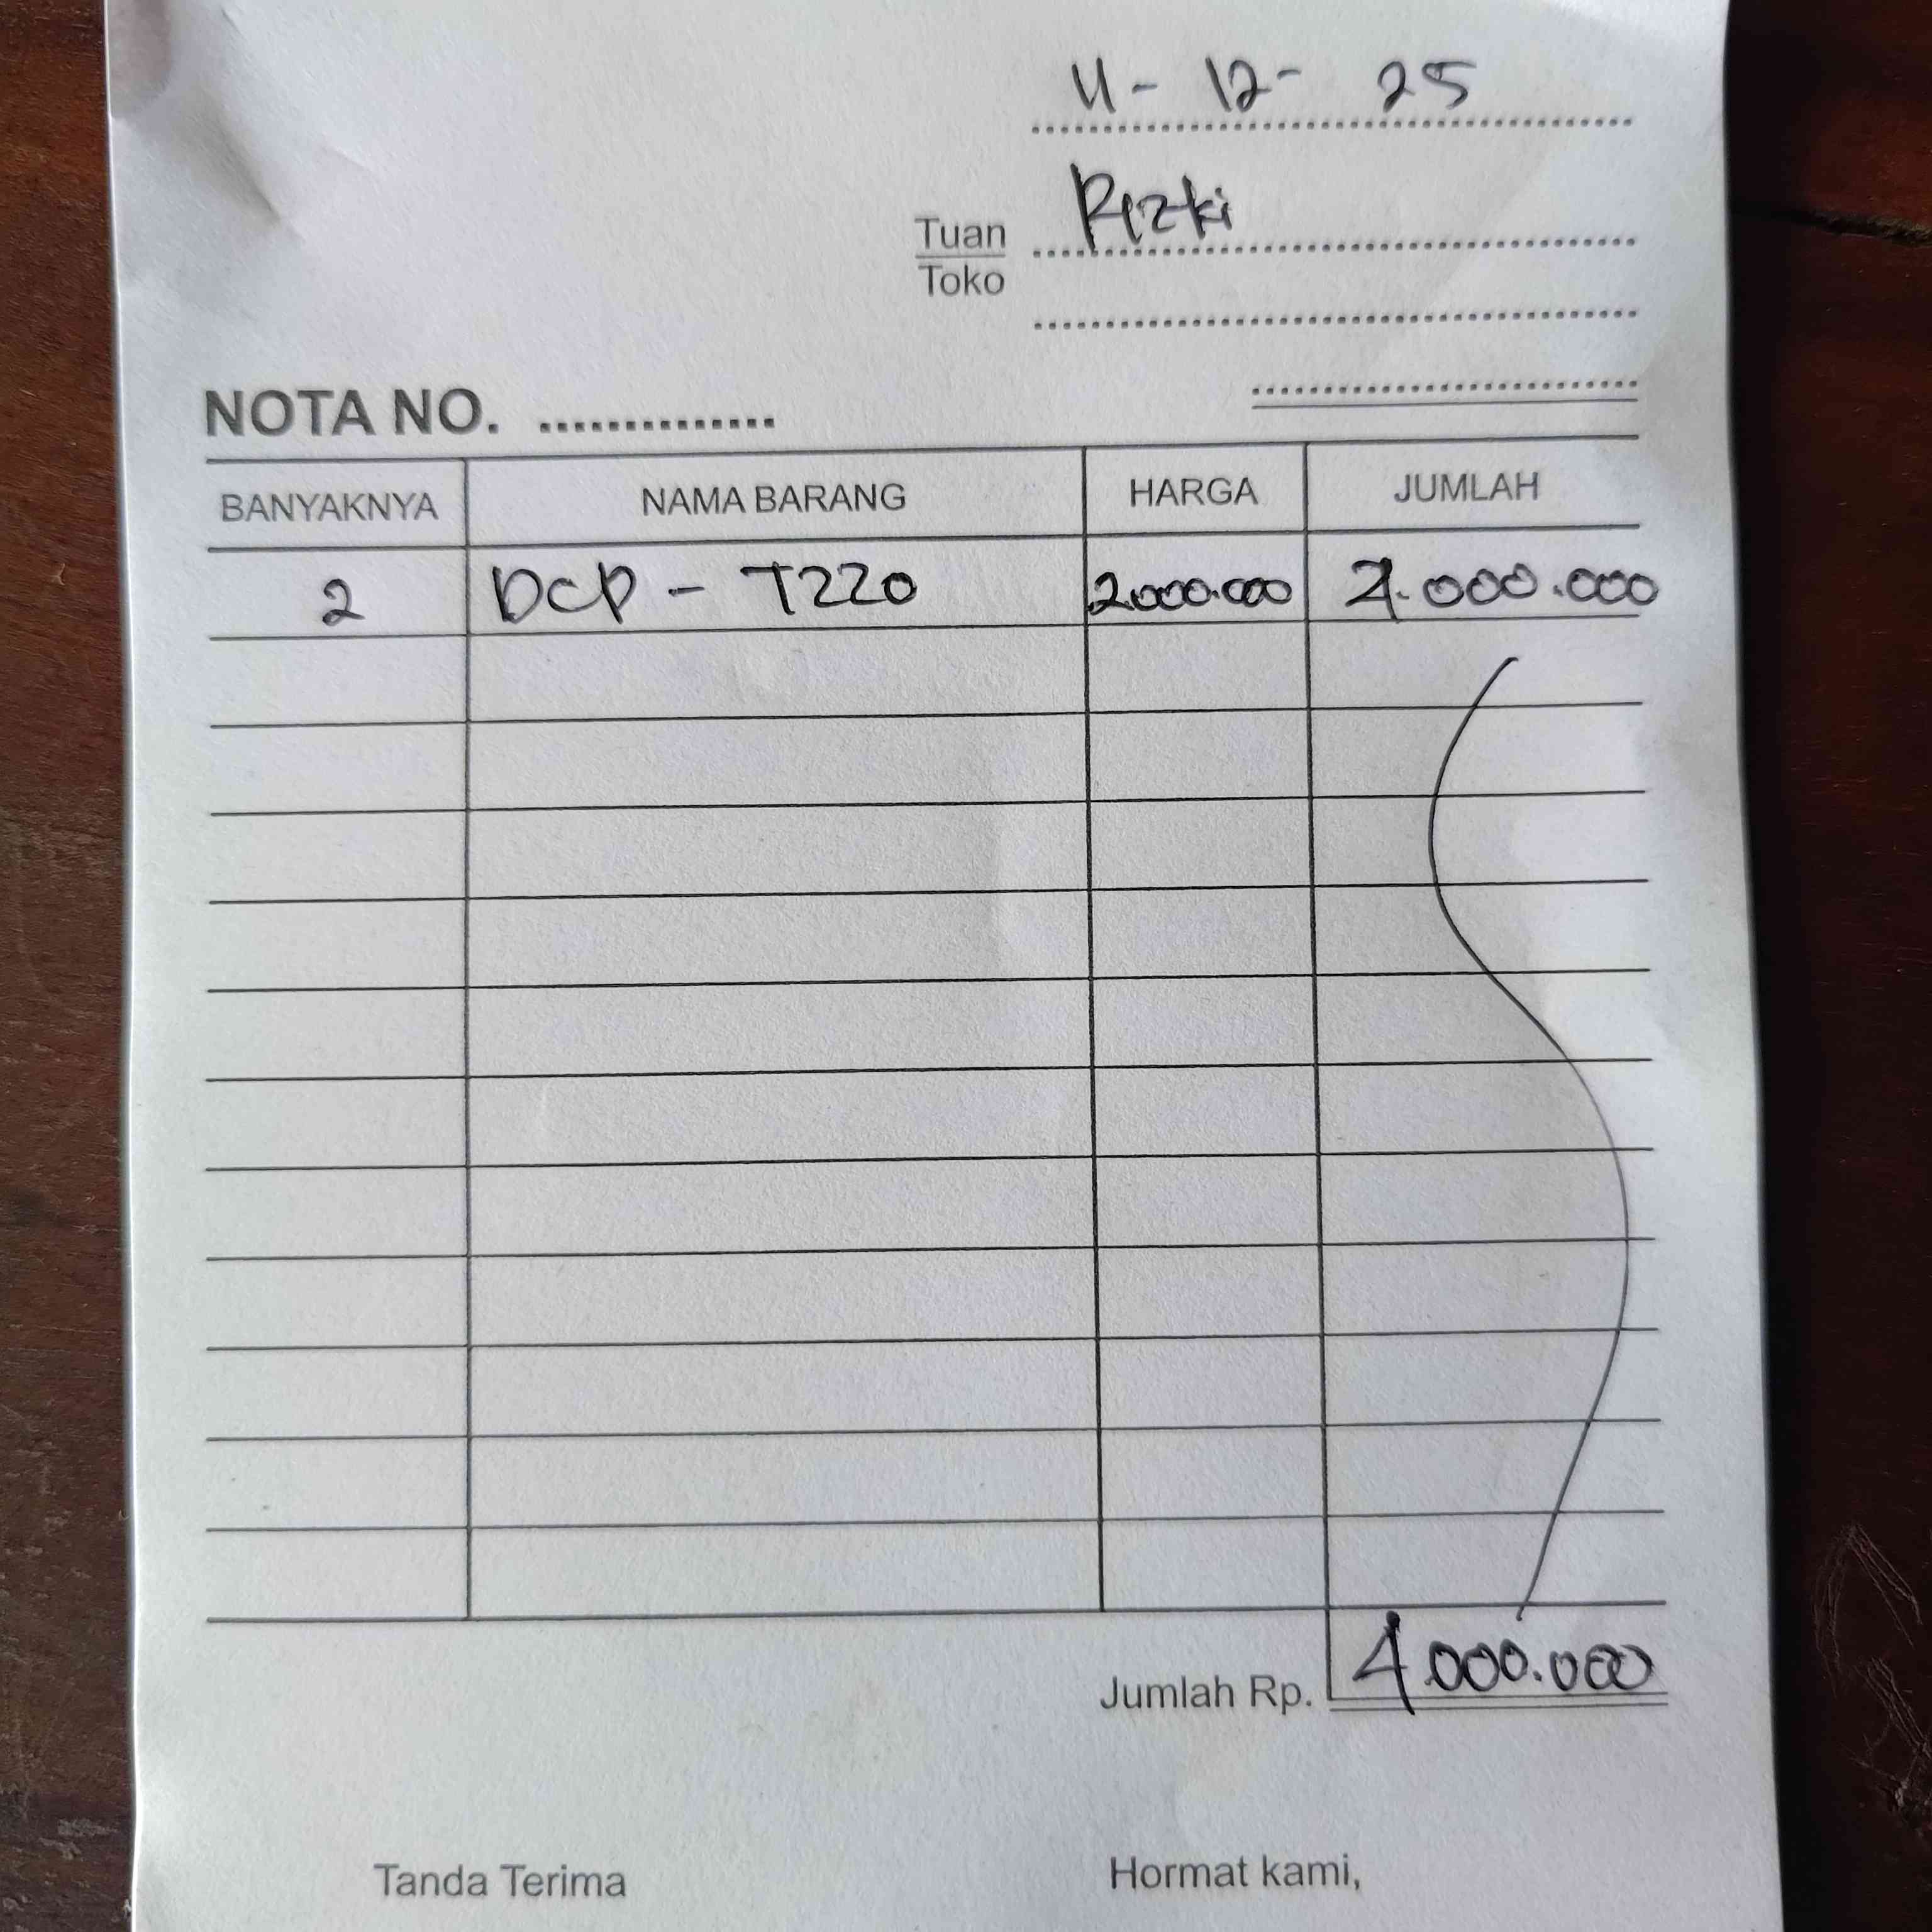 11- 12- 25
Tuan Rizki
Toko
NOTA NO. ..............
BANYAKNYA NAMA BARANG HARGA JUMLAH
2 DCP - T220 2.000.000 4.000.000
Jumlah Rp. 4.000.000
Tanda Terima Hormat kami,